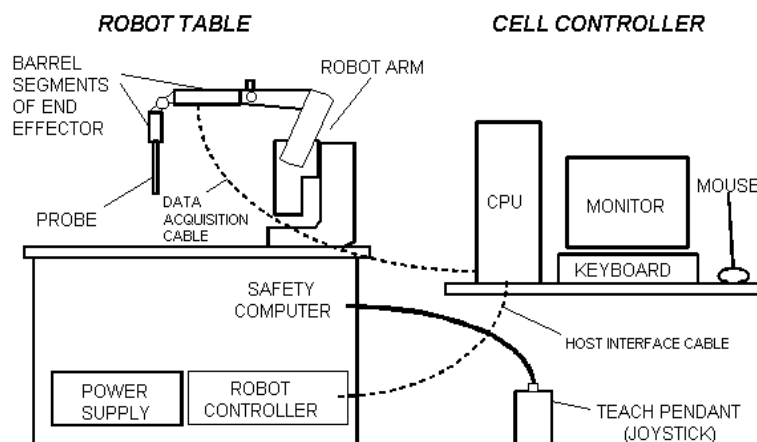 ROBOT TABLE
CELL CONTROLLER
BARREL
SEGMENTS
OF END
EFFECTOR
ROBOT ARM
PROBE
DATA
ACQUISITION
CABLE
CPU
MONITOR
MOUSE
KEYBOARD
SAFETY
COMPUTER
HOST INTERFACE CABLE
POWER
SUPPLY
ROBOT
CONTROLLER
TEACH PENDANT
(JOYSTICK)